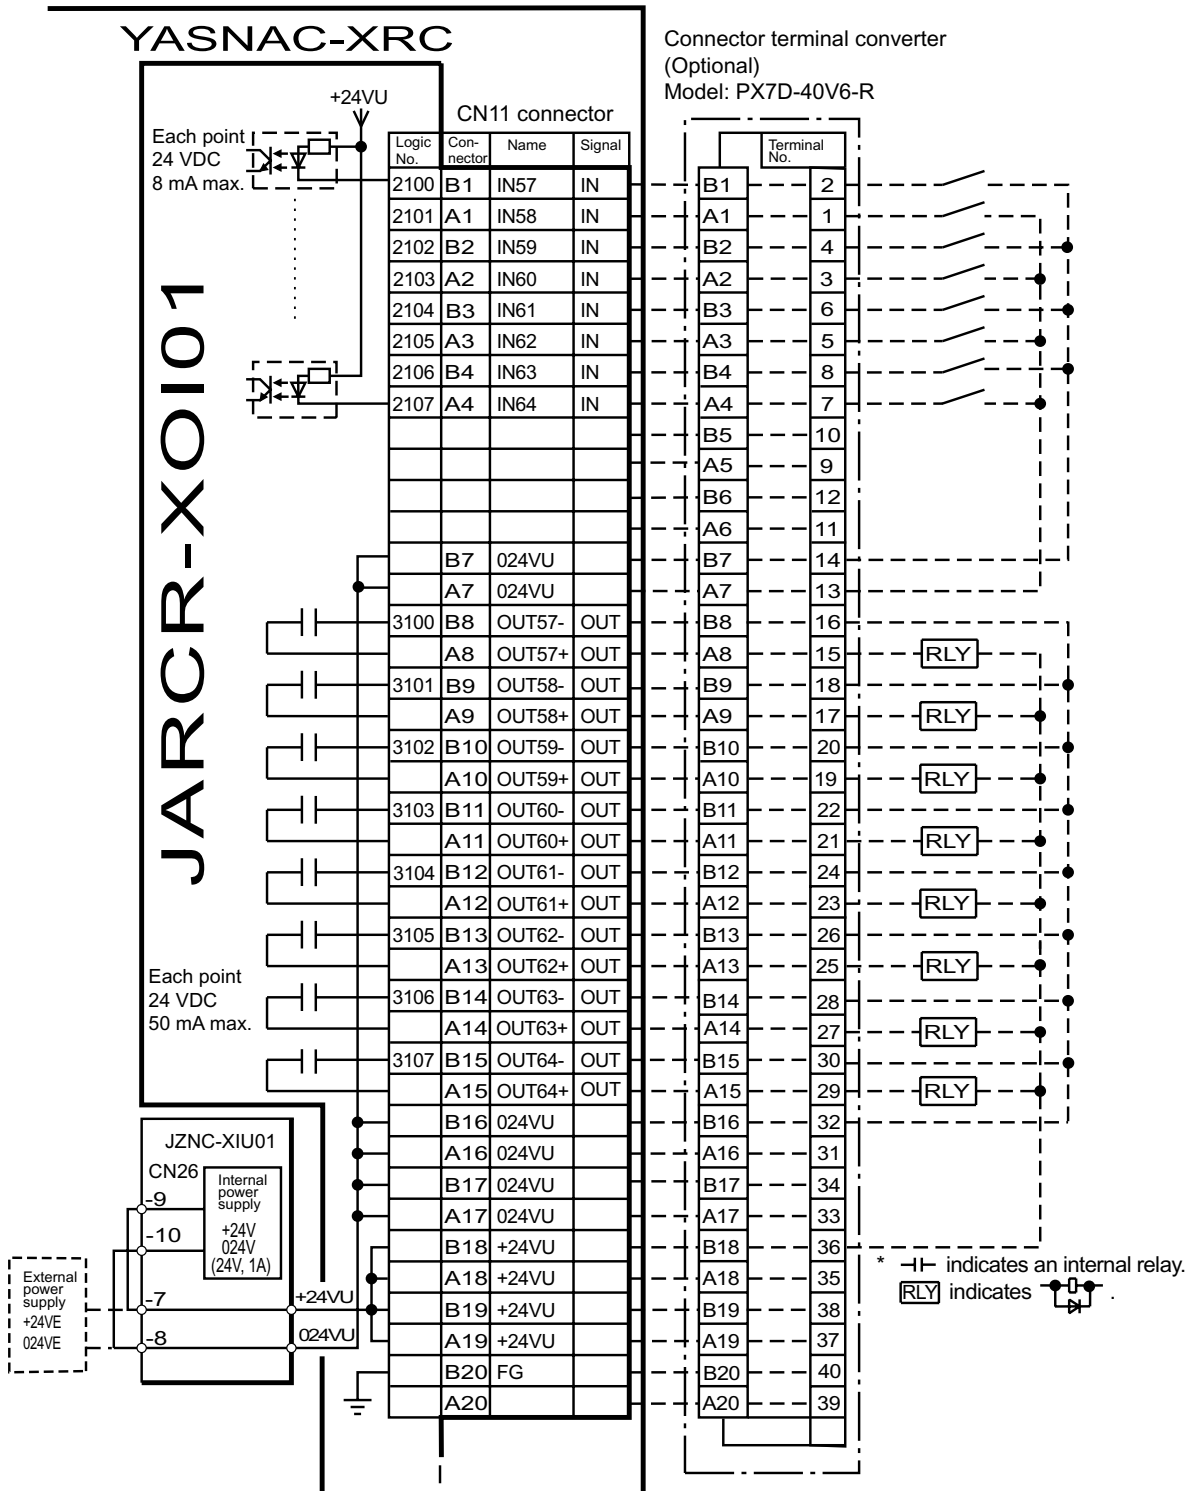 YASNAC-XRC
Connector terminal converter
(Optional)
Model: PX7D-40V6-R
+24VU
CN11 connector
Each point
24 VDC
8 mA max.
JARCR-XOI01
Logic No. Con-nector Name Signal Terminal No.
2100 B1 IN57 IN B1 2
2101 A1 IN58 IN A1 1
2102 B2 IN59 IN B2 4
2103 A2 IN60 IN A2 3
2104 B3 IN61 IN B3 6
2105 A3 IN62 IN A3 5
2106 B4 IN63 IN B4 8
2107 A4 IN64 IN A4 7
B5 10
A5 9
B6 12
A6 11
B7 024VU B7 14
A7 024VU A7 13
3100 B8 OUT57- OUT B8 16
A8 OUT57+ OUT A8 15 RLY
3101 B9 OUT58- OUT B9 18
A9 OUT58+ OUT A9 17 RLY
3102 B10 OUT59- OUT B10 20
A10 OUT59+ OUT A10 19 RLY
3103 B11 OUT60- OUT B11 22
A11 OUT60+ OUT A11 21 RLY
3104 B12 OUT61- OUT B12 24
A12 OUT61+ OUT A12 23 RLY
3105 B13 OUT62- OUT B13 26
A13 OUT62+ OUT A13 25 RLY
3106 B14 OUT63- OUT B14 28
A14 OUT63+ OUT A14 27 RLY
3107 B15 OUT64- OUT B15 30
A15 OUT64+ OUT A15 29 RLY
B16 024VU B16 32
A16 024VU A16 31
B17 024VU B17 34
A17 024VU A17 33
B18 +24VU B18 36
A18 +24VU A18 35
B19 +24VU B19 38
A19 +24VU A19 37
B20 FG B20 40
A20 A20 39
Each point
24 VDC
50 mA max.
JZNC-XIU01
CN26
Internal
power
supply
+24V
024V
(24V, 1A)
-9
-10
-7
-8
+24VU
024VU
External
power
supply
+24VE
024VE
* indicates an internal relay.
RLY indicates .